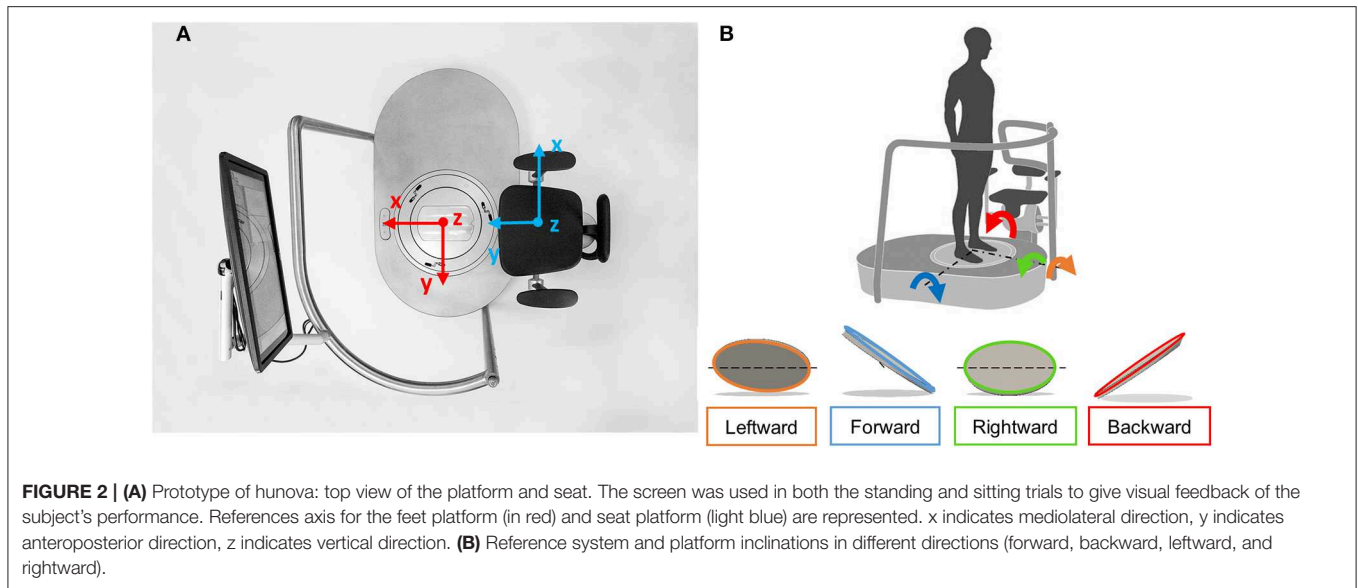 A
B
x
x
z
z
y
y
Leftward
Forward
Rightward
Backward
FIGURE 2 | (A) Prototype of hunova: top view of the platform and seat. The screen was used in both the standing and sitting trials to give visual feedback of the
subject's performance. References axis for the feet platform (in red) and seat platform (light blue) are represented. x indicates mediolateral direction, y indicates
anteroposterior direction, z indicates vertical direction. (B) Reference system and platform inclinations in different directions (forward, backward, leftward, and
rightward).